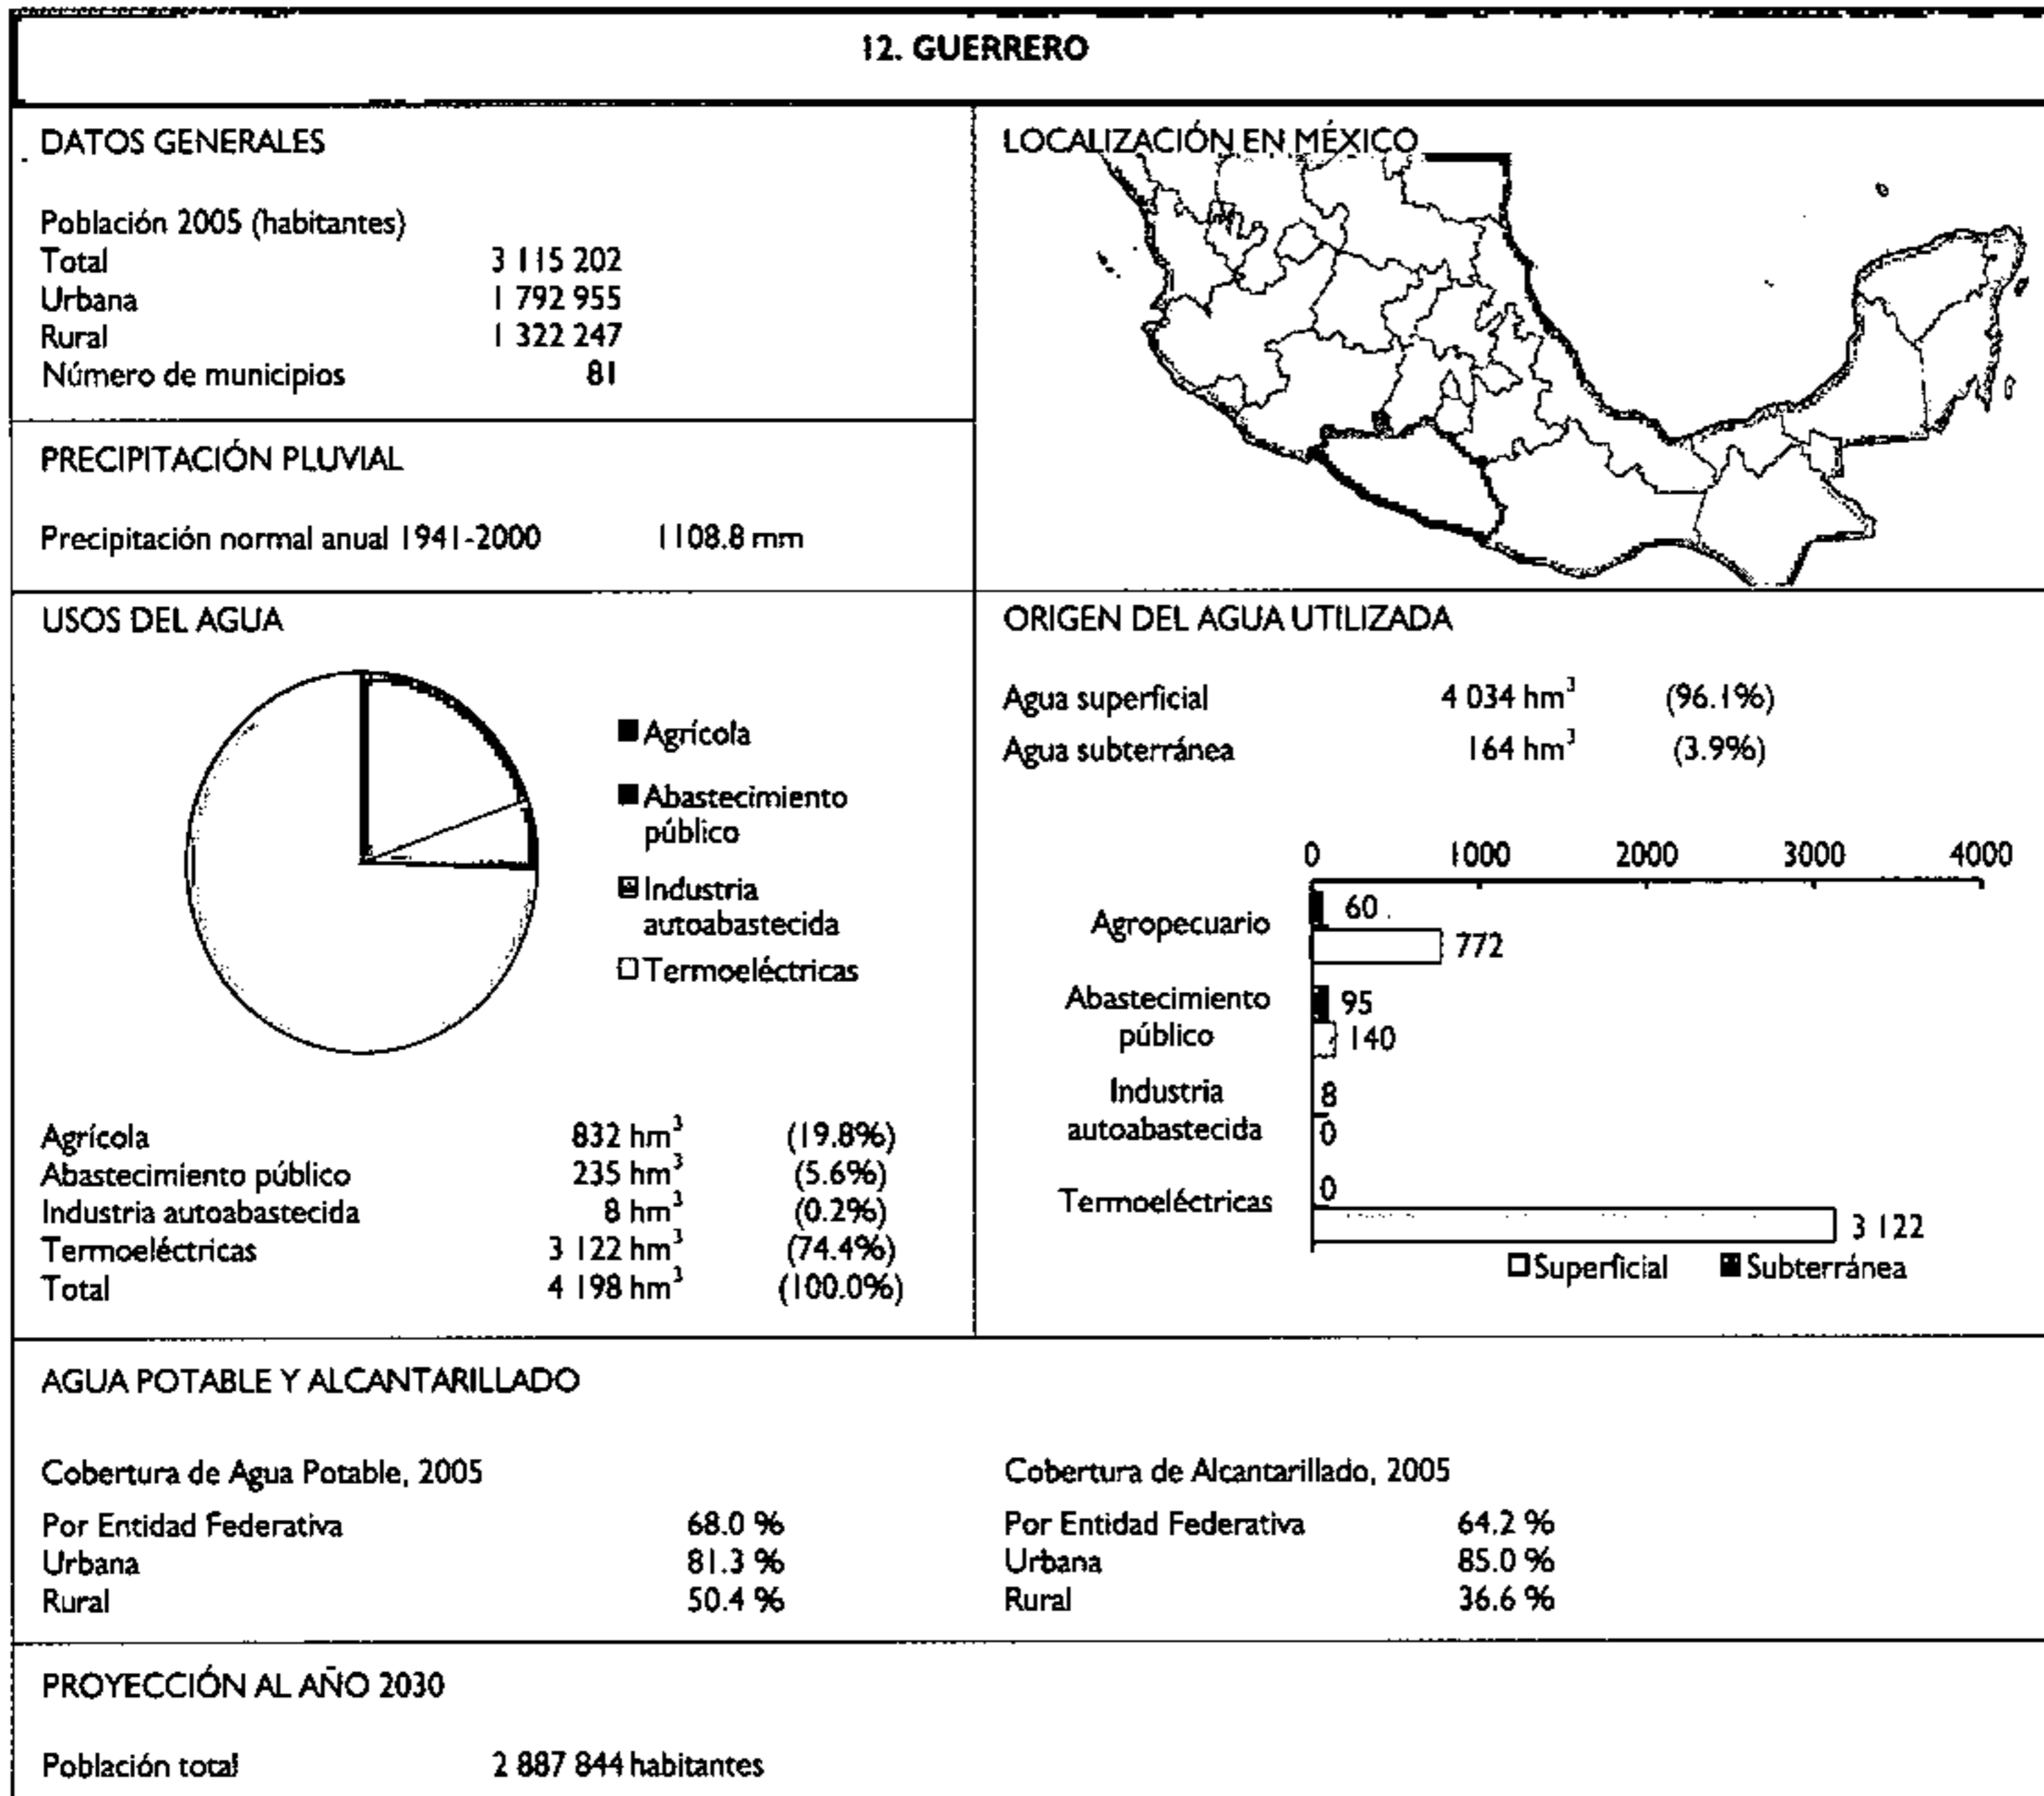 12. GUERRERO
DATOS GENERALES
Población 2005 (habitantes)
Total 3 115 202
Urbana 1 792 955
Rural 1 322 247
Número de municipios 81
LOCALIZACIÓN EN MÉXICO
PRECIPITACIÓN PLUVIAL
Precipitación normal anual 1941-2000 1108.8 mm
USOS DEL AGUA
Agrícola
Abastecimiento
público
Industria
autoabastecida
Termoeléctricas
Agrícola 832 hm³ (19.8%)
Abastecimiento público 235 hm³ (5.6%)
Industria autoabastecida 8 hm³ (0.2%)
Termoeléctricas 3 122 hm³ (74.4%)
Total 4 198 hm³ (100.0%)
ORIGEN DEL AGUA UTILIZADA
Agua superficial 4 034 hm³ (96.1%)
Agua subterránea 164 hm³ (3.9%)
0 1000 2000 3000 4000
Agropecuario
60
772
Abastecimiento
público
95
140
Industria
autoabastecida
8
0
Termoeléctricas
0
3 122
Superficial Subterránea
AGUA POTABLE Y ALCANTARILLADO
Cobertura de Agua Potable, 2005
Por Entidad Federativa 68.0 %
Urbana 81.3 %
Rural 50.4 %
Cobertura de Alcantarillado, 2005
Por Entidad Federativa 64.2 %
Urbana 85.0 %
Rural 36.6 %
PROYECCIÓN AL AÑO 2030
Población total 2 887 844 habitantes